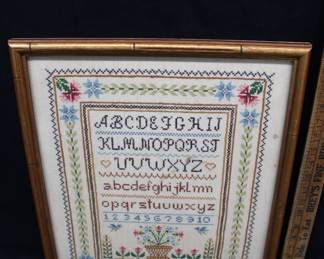 ABCDEFGHIJ
KLMNOPQRST
UVWXYZ
abcdefghijklmn
opqrstuvwxyz
12345678910